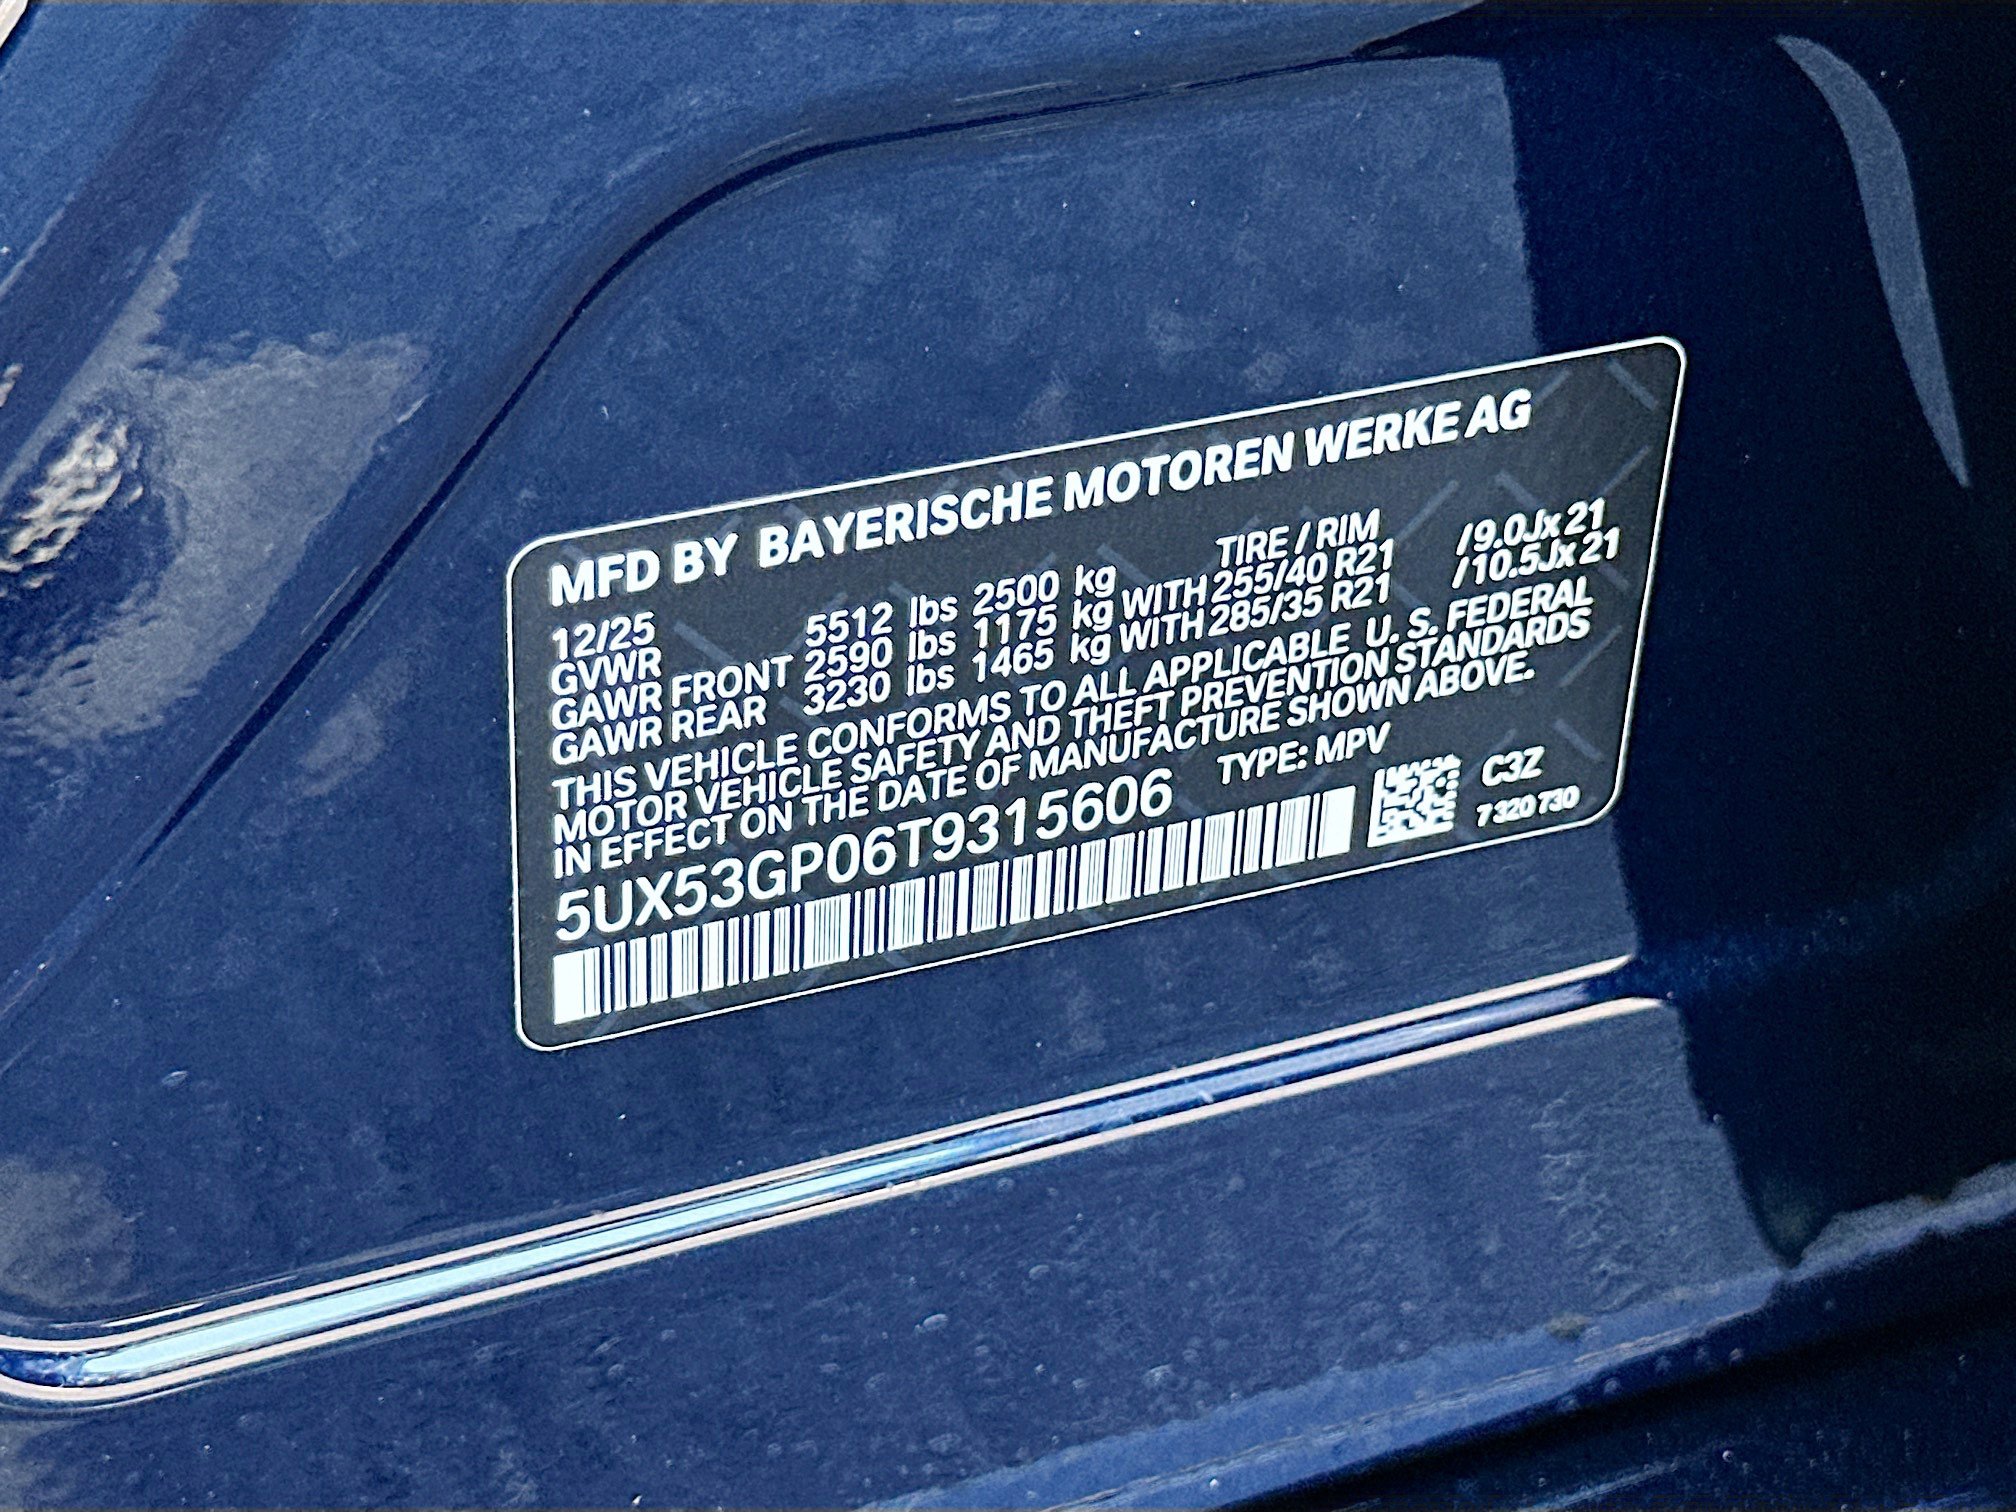 MFD BY BAYERISCHE MOTOREN WERKE AG
12/25 TIRE / RIM
GVWR 5512 lbs 2500 kg
GAWR FRONT 2590 lbs 1175 kg WITH 255/40 R21 /9.0Jx21
GAWR REAR 3230 lbs 1465 kg WITH 285/35 R21 /10.5Jx21
THIS VEHICLE CONFORMS TO ALL APPLICABLE U. S. FEDERAL
MOTOR VEHICLE SAFETY AND THEFT PREVENTION STANDARDS
IN EFFECT ON THE DATE OF MANUFACTURE SHOWN ABOVE.
5UX53GP06T9315606 TYPE: MPV
C3Z
7 320 730